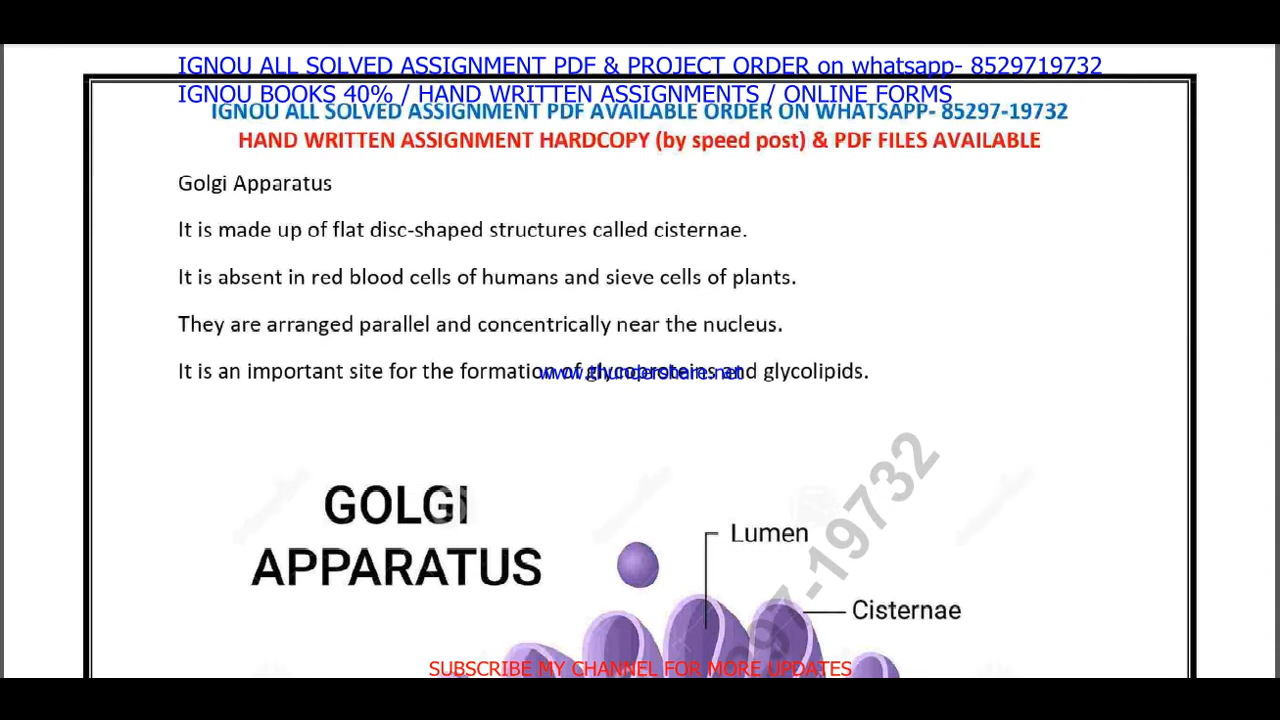 IGNOU ALL SOLVED ASSIGNMENT PDF & PROJECT ORDER on whatsapp- 8529719732
IGNOU BOOKS 40% / HAND WRITTEN ASSIGNMENTS / ONLINE FORMS
IGNOU ALL SOLVED ASSIGNMENT PDF AVAILABLE ORDER ON WHATSAPP- 85297-19732
HAND WRITTEN ASSIGNMENT HARDCOPY (by speed post) & PDF FILES AVAILABLE
Golgi Apparatus
It is made up of flat disc-shaped structures called cisternae.
It is absent in red blood cells of humans and sieve cells of plants.
They are arranged parallel and concentrically near the nucleus.
It is an important site for the formation of glycoproteins and glycolipids.
www.thundershare.net
GOLGI
APPARATUS
Lumen
Cisternae
97-19732
SUBSCRIBE MY CHANNEL FOR MORE UPDATES